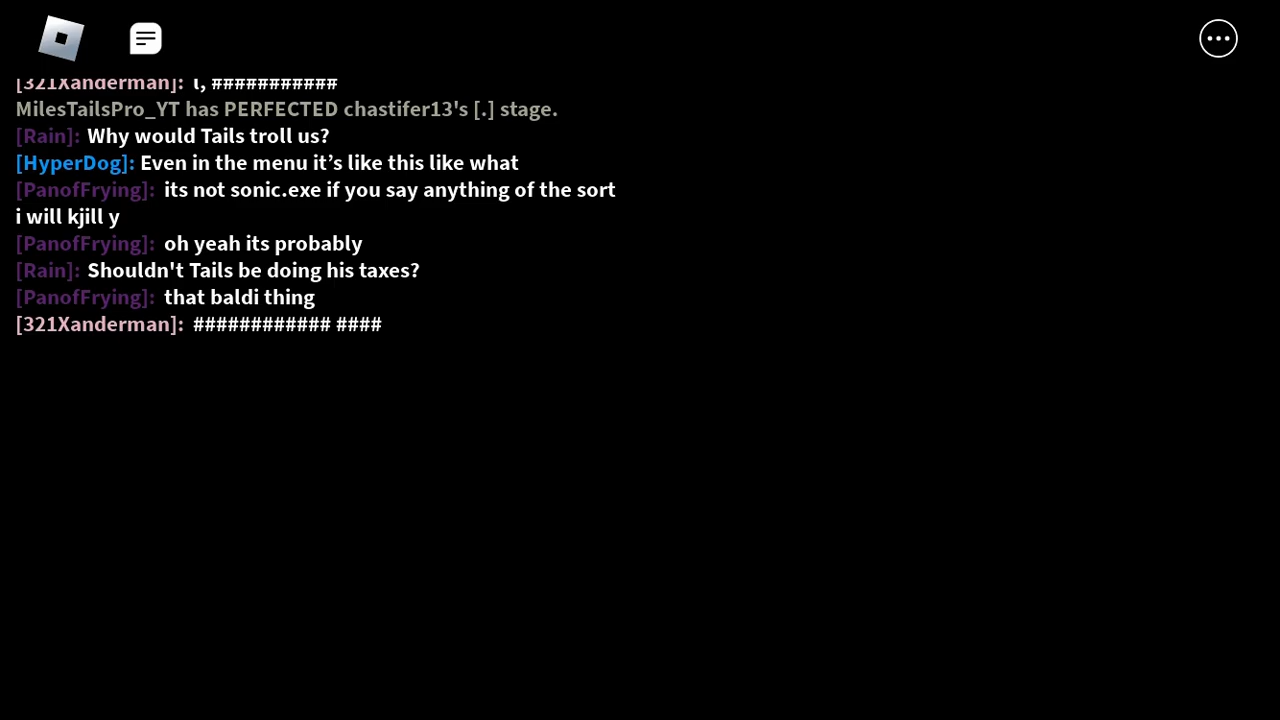 [321Xanderman]: t, ###########
MilesTailsPro_YT has PERFECTED chastifer13's [.] stage.
[Rain]: Why would Tails troll us?
[HyperDog]: Even in the menu it’s like this like what
[PanofFrying]: its not sonic.exe if you say anything of the sort
i will kjill y
[PanofFrying]: oh yeah its probably
[Rain]: Shouldn't Tails be doing his taxes?
[PanofFrying]: that baldi thing
[321Xanderman]: ############ ####